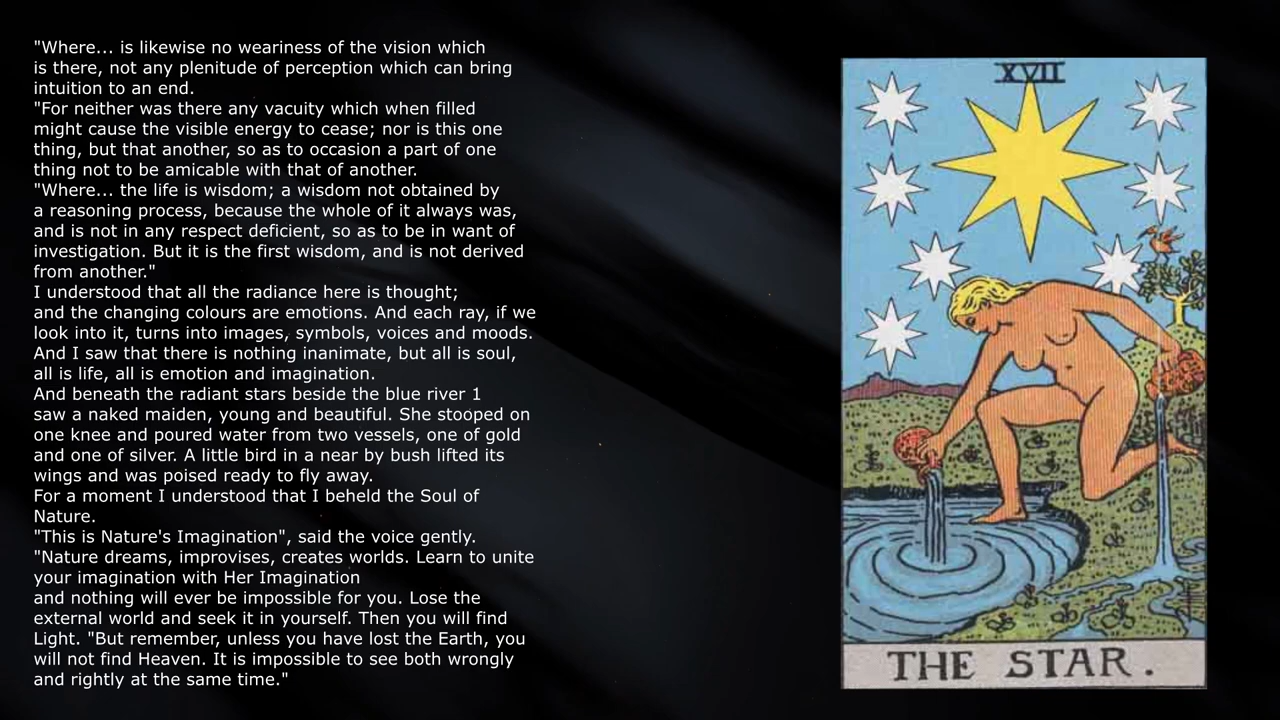 "Where... is likewise no weariness of the vision which
is there, not any plenitude of perception which can bring
intuition to an end.
"For neither was there any vacuity which when filled
might cause the visible energy to cease; nor is this one
thing, but that another, so as to occasion a part of one
thing not to be amicable with that of another.
"Where... the life is wisdom; a wisdom not obtained by
a reasoning process, because the whole of it always was,
and is not in any respect deficient, so as to be in want of
investigation. But it is the first wisdom, and is not derived
from another."
I understood that all the radiance here is thought;
and the changing colours are emotions. And each ray, if we
look into it, turns into images, symbols, voices and moods.
And I saw that there is nothing inanimate, but all is soul,
all is life, all is emotion and imagination.
And beneath the radiant stars beside the blue river 1
saw a naked maiden, young and beautiful. She stooped on
one knee and poured water from two vessels, one of gold
and one of silver. A little bird in a near by bush lifted its
wings and was poised ready to fly away.
For a moment I understood that I beheld the Soul of
Nature.
"This is Nature's Imagination", said the voice gently.
"Nature dreams, improvises, creates worlds. Learn to unite
your imagination with Her Imagination
and nothing will ever be impossible for you. Lose the
external world and seek it in yourself. Then you will find
Light. "But remember, unless you have lost the Earth, you
will not find Heaven. It is impossible to see both wrongly
and rightly at the same time."
XVII
THE STAR.